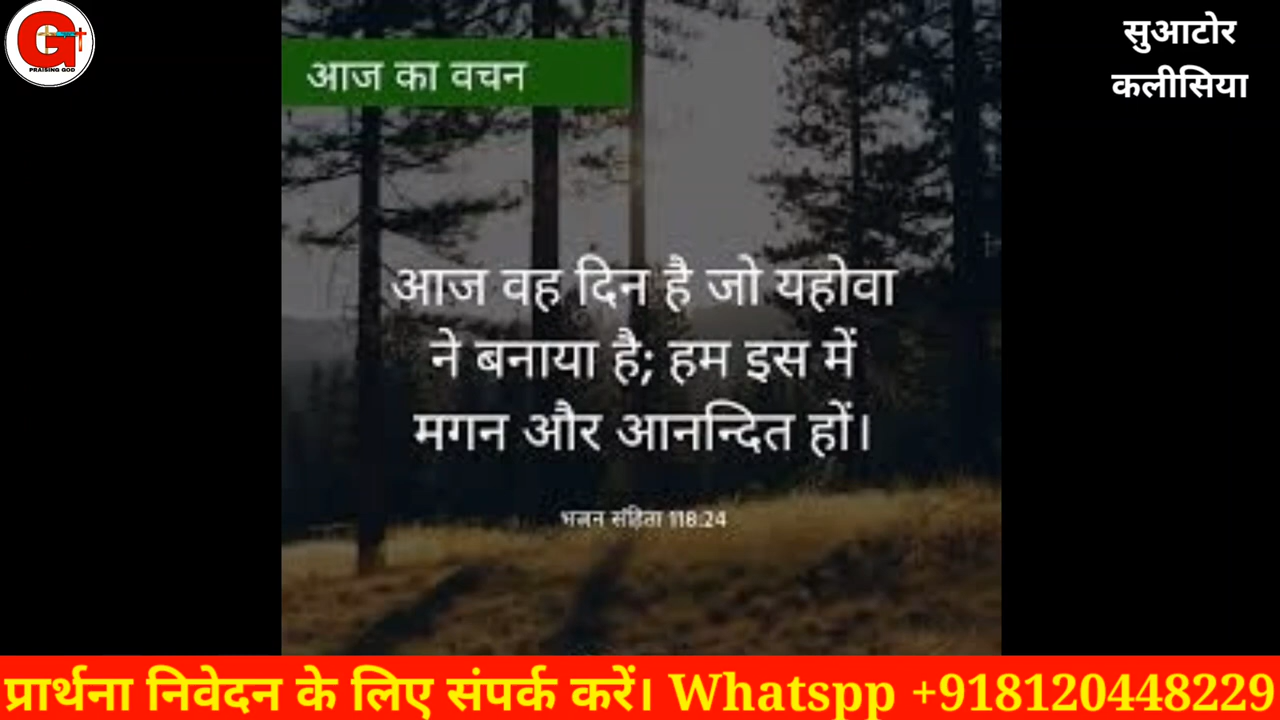 G
PRAISING GOD
सुआटोर
कलीसिया
आज का वचन
आज वह दिन है जो यहोवा
ने बनाया है; हम इस में
मगन और आनन्दित हों।
भजन संहिता 118:24
प्रार्थना निवेदन के लिए संपर्क करें। Whatspp +918120448229